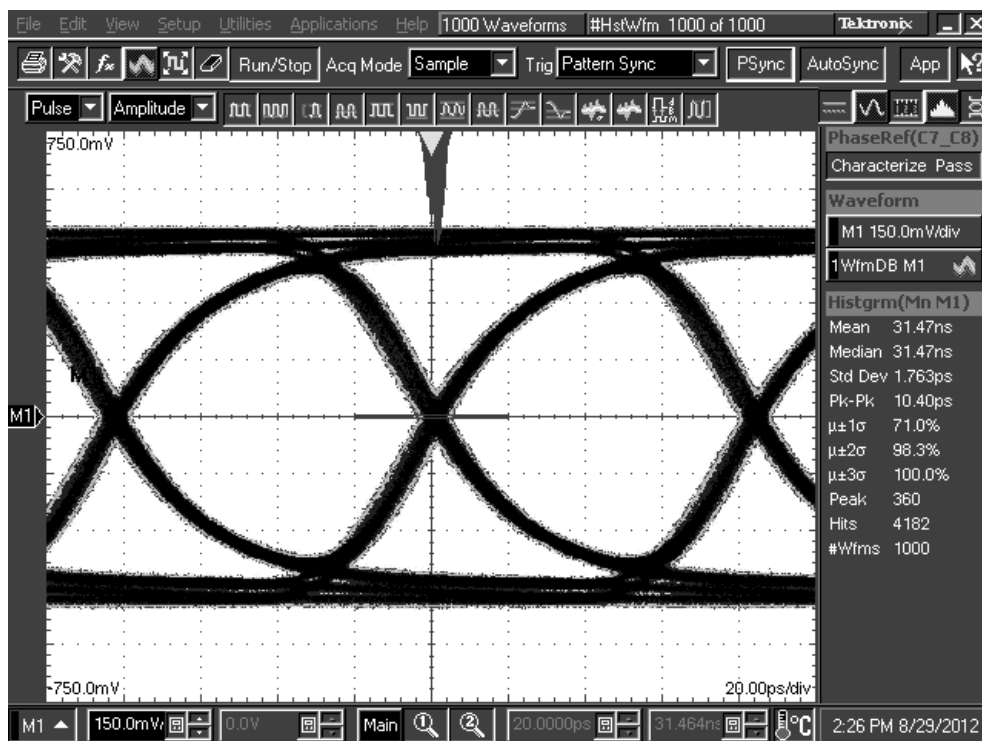 File Edit View Setup Utilities Applications Help 1000 Waveforms #HstWfm 1000 of 1000 Tektronix
Run/Stop Acq Mode Sample Trig Pattern Sync PSync AutoSync App
Pulse Amplitude
750.0mV
PhaseRef(C7_C8)
Characterize Pass
Waveform
M1 150.0mV/div
1WfmDB M1
Histgrm(Mn M1)
Mean 31.47ns
Median 31.47ns
Std Dev 1.763ps
Pk-Pk 10.40ps
µ±1σ 71.0%
µ±2σ 98.3%
µ±3σ 100.0%
Peak 360
Hits 4182
#Wfms 1000
M1
-750.0mV 20.00ps/div
M1 150.0mV/ 0.0V Main 1 2 20.0000ps 31.464ns °C 2:26 PM 8/29/2012